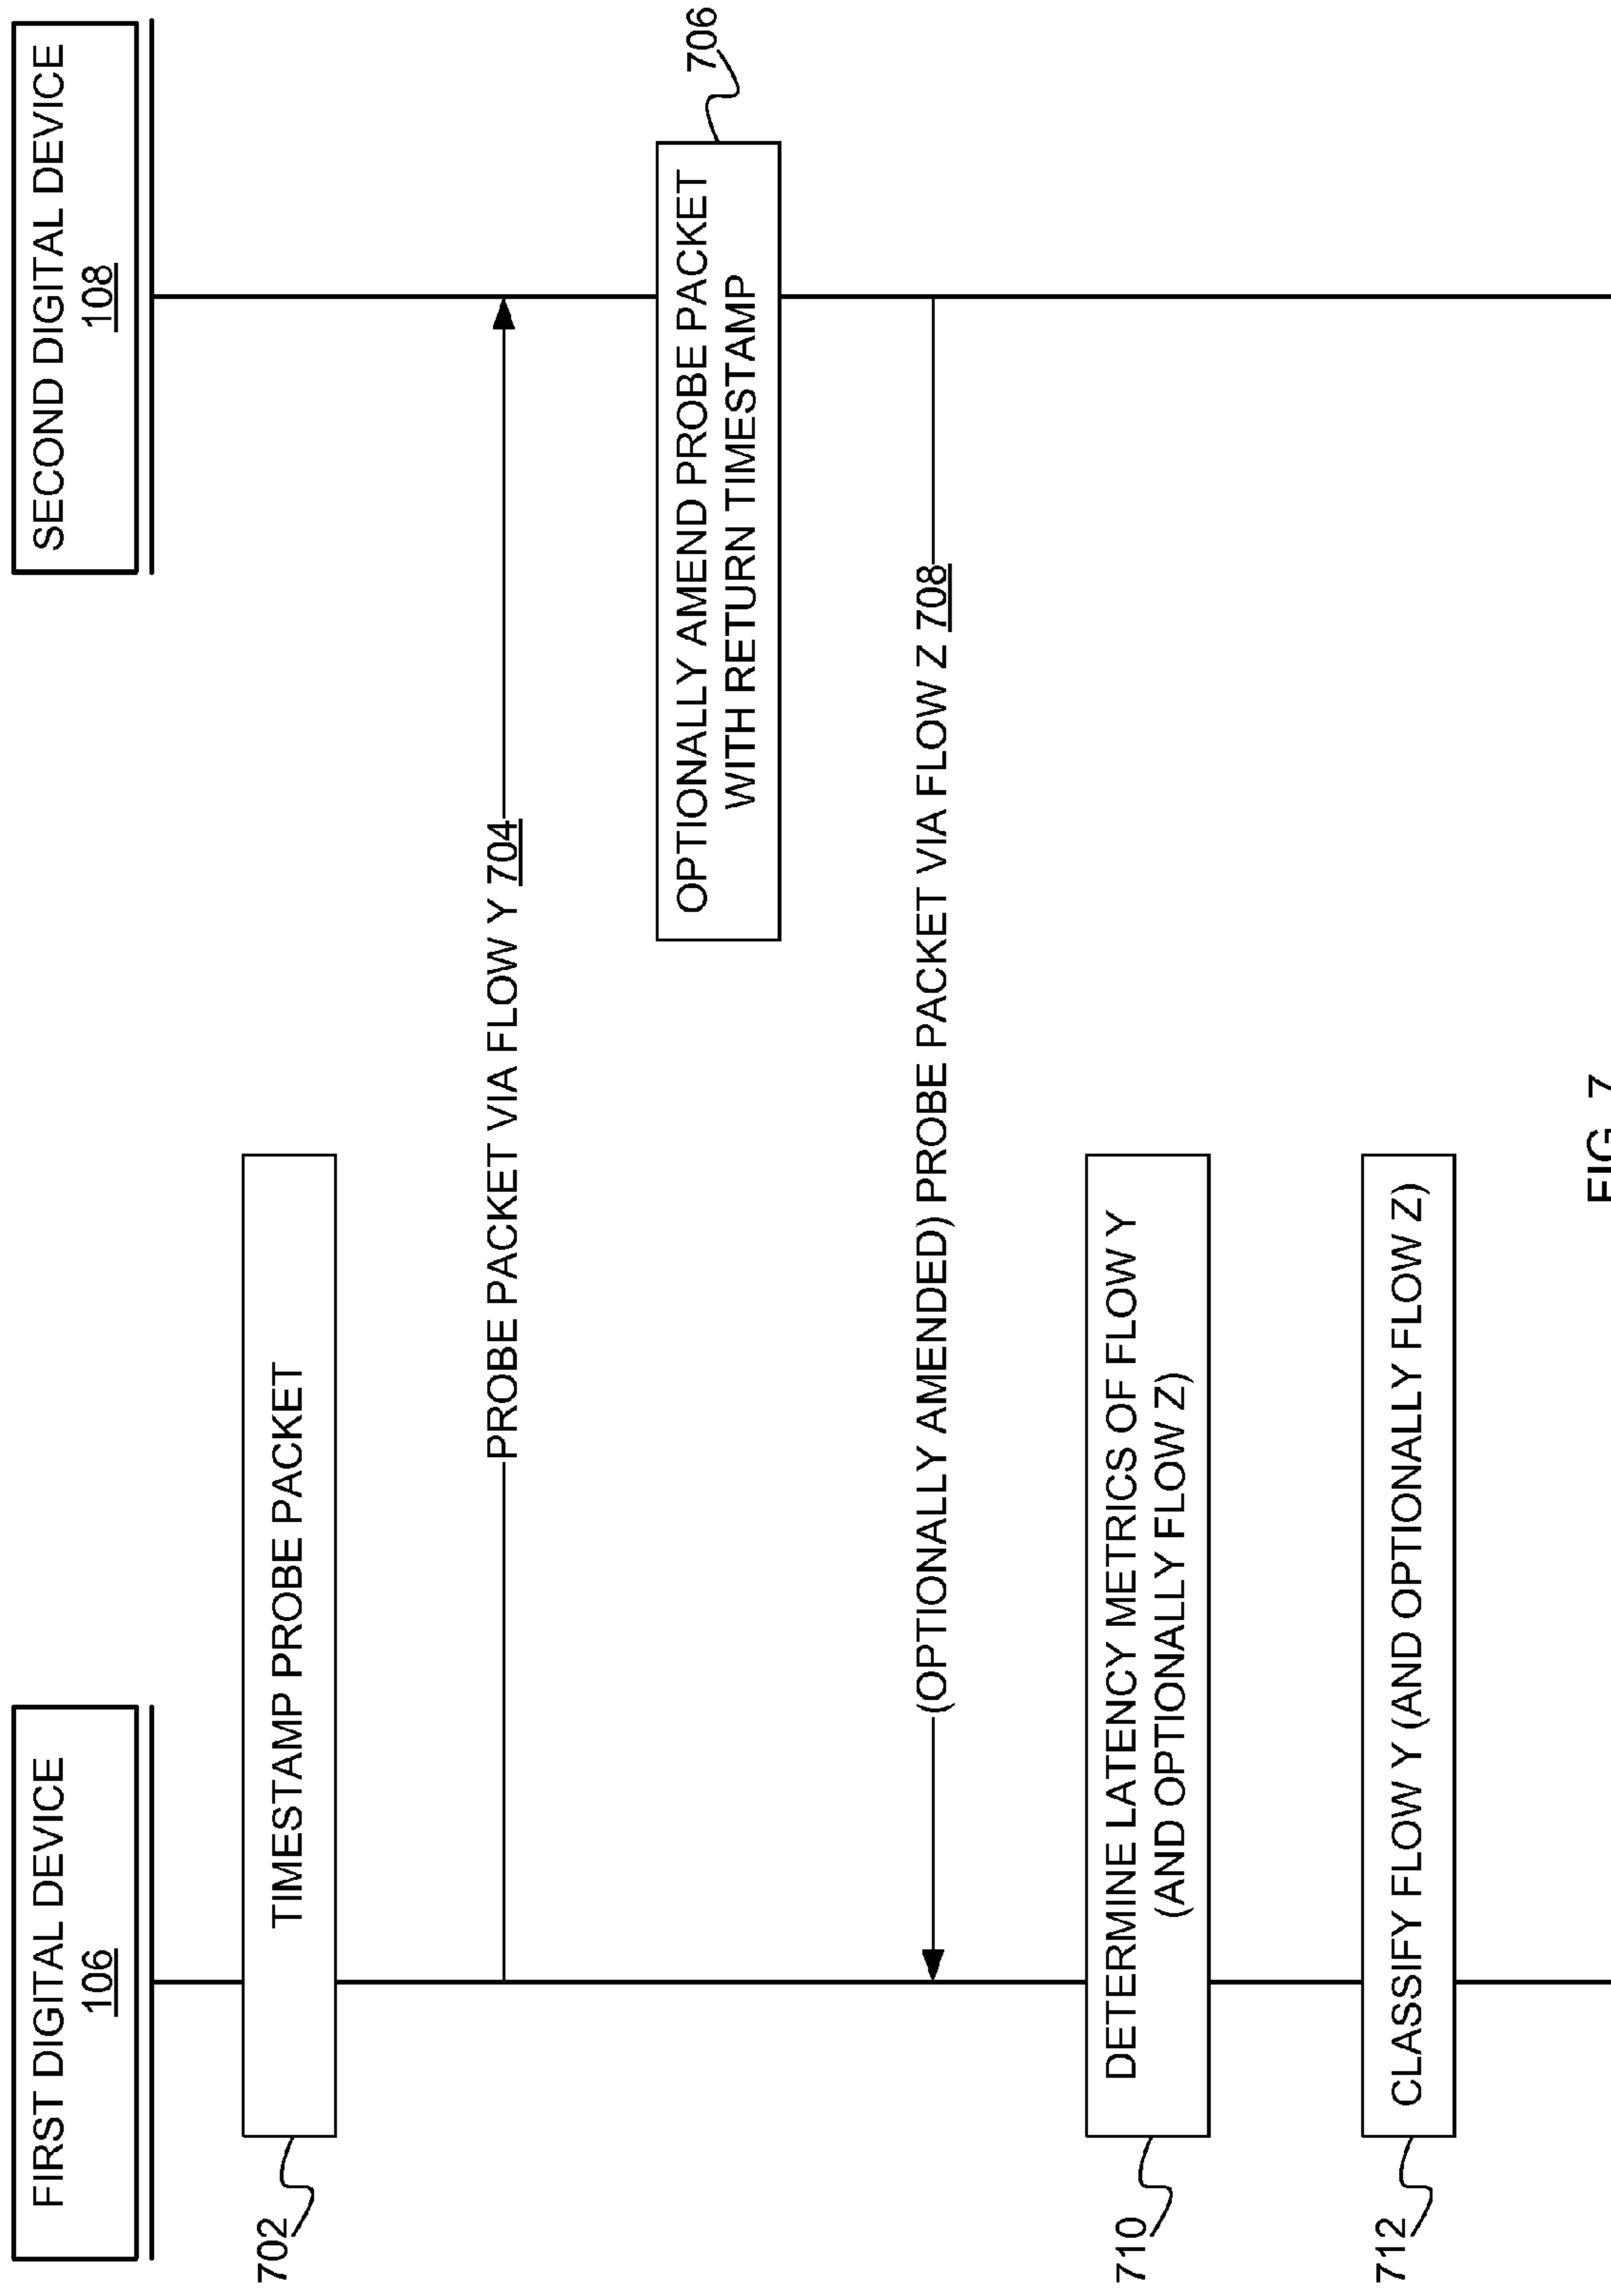 FIRST DIGITAL DEVICE
106
SECOND DIGITAL DEVICE
108
702
TIMESTAMP PROBE PACKET
PROBE PACKET VIA FLOW Y 704
OPTIONALLY AMEND PROBE PACKET
WITH RETURN TIMESTAMP
706
(OPTIONALLY AMENDED) PROBE PACKET VIA FLOW Z 708
710
DETERMINE LATENCY METRICS OF FLOW Y
(AND OPTIONALLY FLOW Z)
712
CLASSIFY FLOW Y (AND OPTIONALLY FLOW Z)
FIG. 7